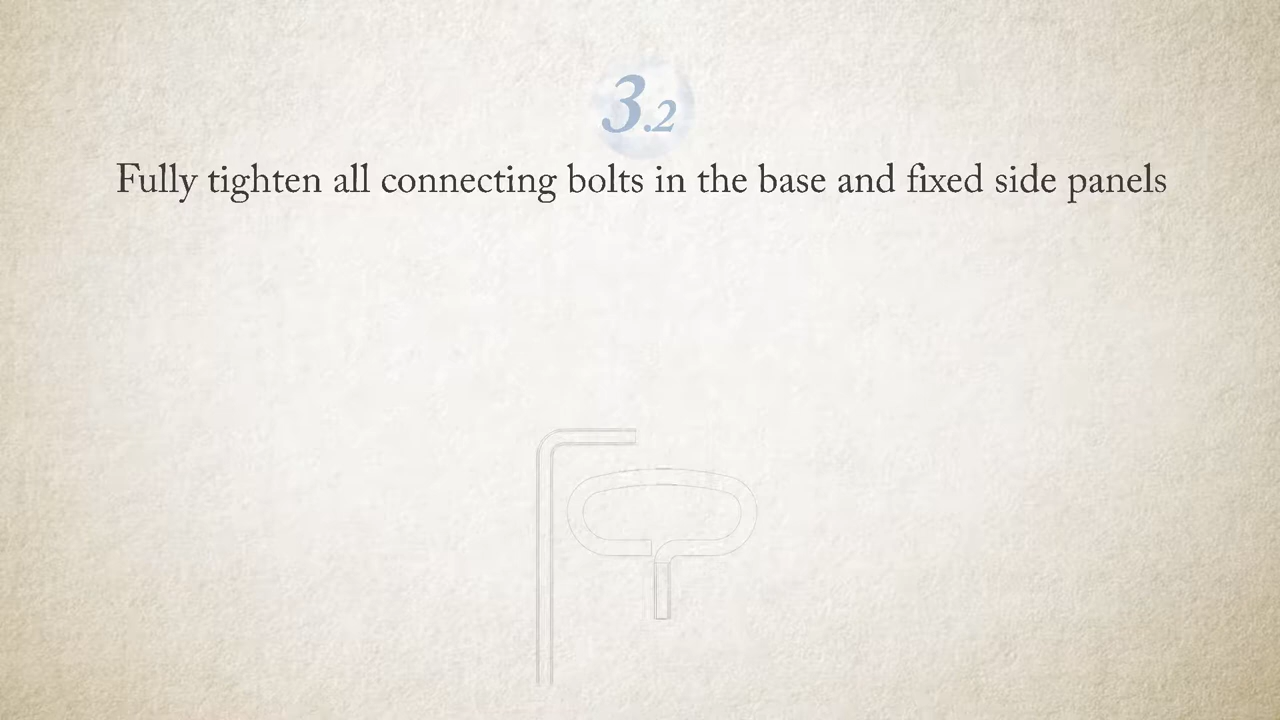 3.2
Fully tighten all connecting bolts in the base and fixed side panels